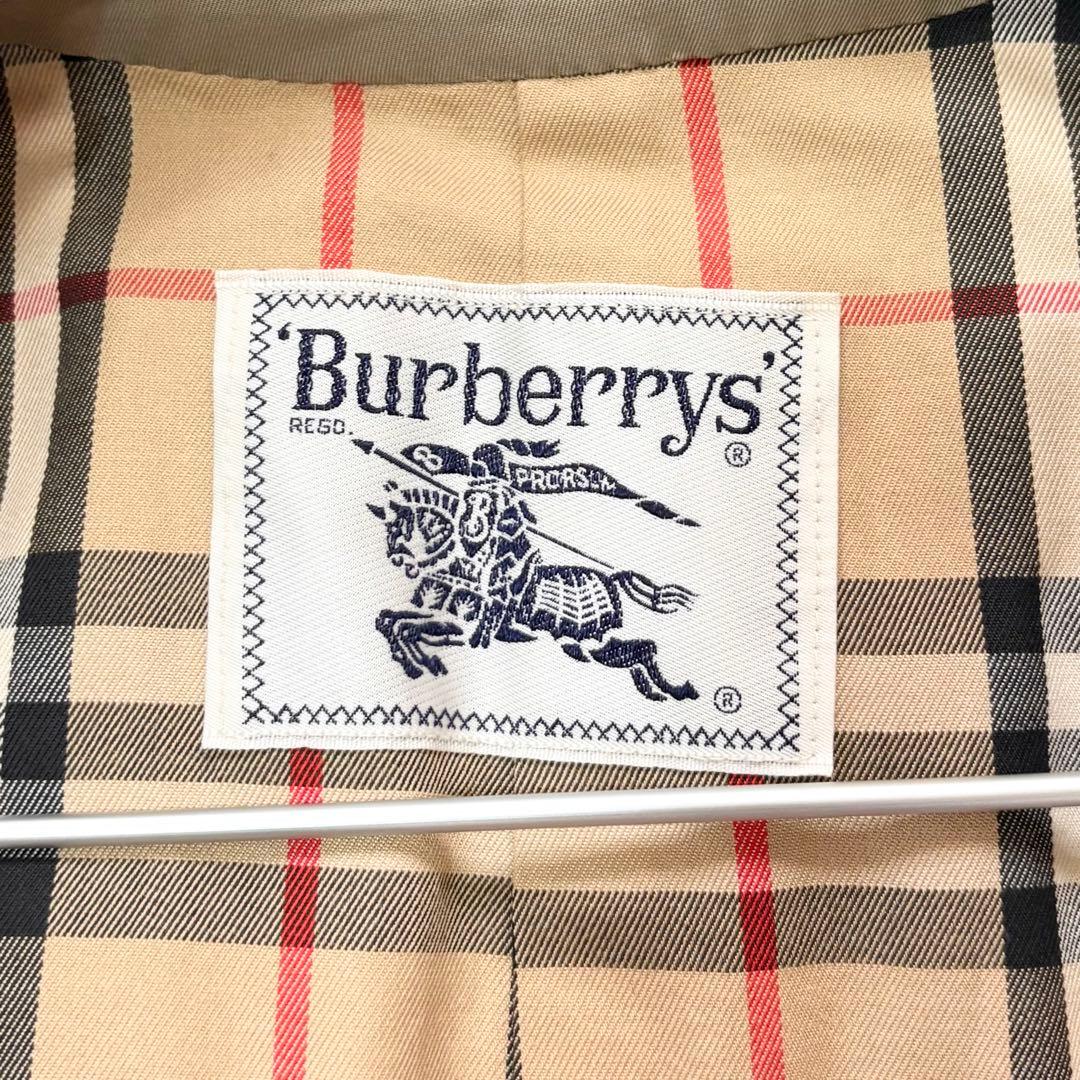 'Burberrys'
REGD.
®
B PRORSUM
B
®